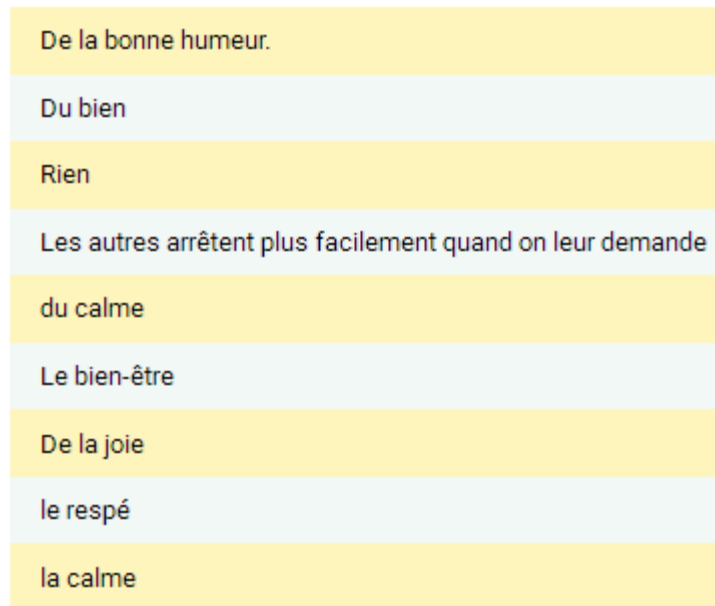 De la bonne humeur.
Du bien
Rien
Les autres arrêtent plus facilement quand on leur demande
du calme
Le bien-être
De la joie
le respé
la calme